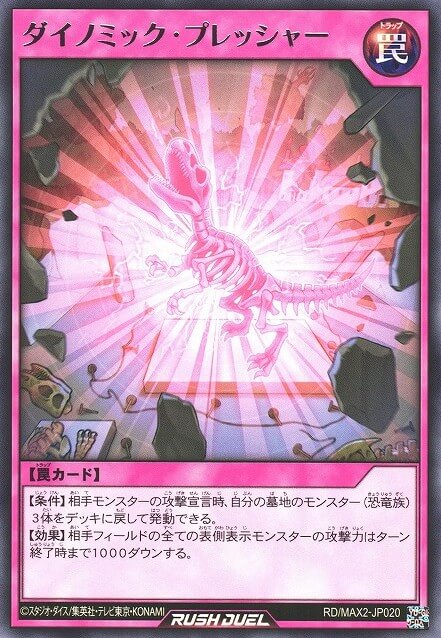 ダイノミック・プレッシャー
トラップ
罠
トラップ
【罠カード】
【条件】相手モンスターの攻撃宣言時、自分の墓地のモンスター（恐竜族）
3体をデッキに戻して発動できる。
【効果】相手フィールドの全ての表側表示モンスターの攻撃力はターン
終了時まで1000ダウンする。
©スタジオ・ダイス/集英社・テレビ東京・KONAMI
RUSH DUEL
RD/MAX2-JP020